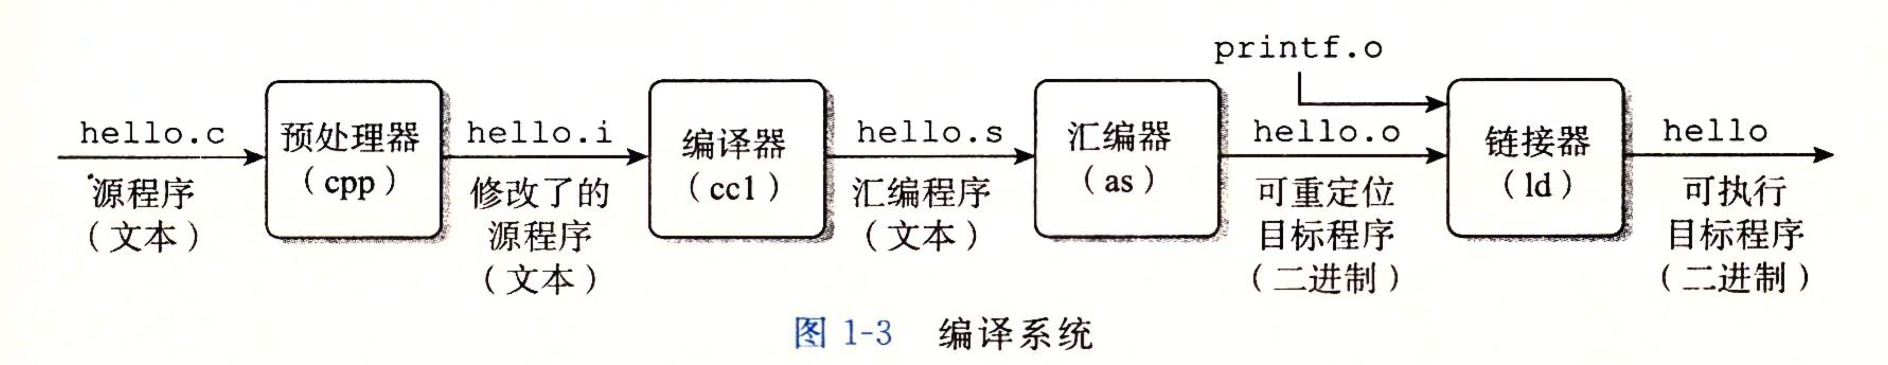 printf.o
hello.c
预处理器
(cpp)
hello.i
编译器
(cc1)
hello.s
汇编器
(as)
hello.o
链接器
(ld)
hello
源程序
(文本)
修改了的
源程序
(文本)
汇编程序
(文本)
可重定位
目标程序
(二进制)
可执行
目标程序
(二进制)
图 1-3 编译系统